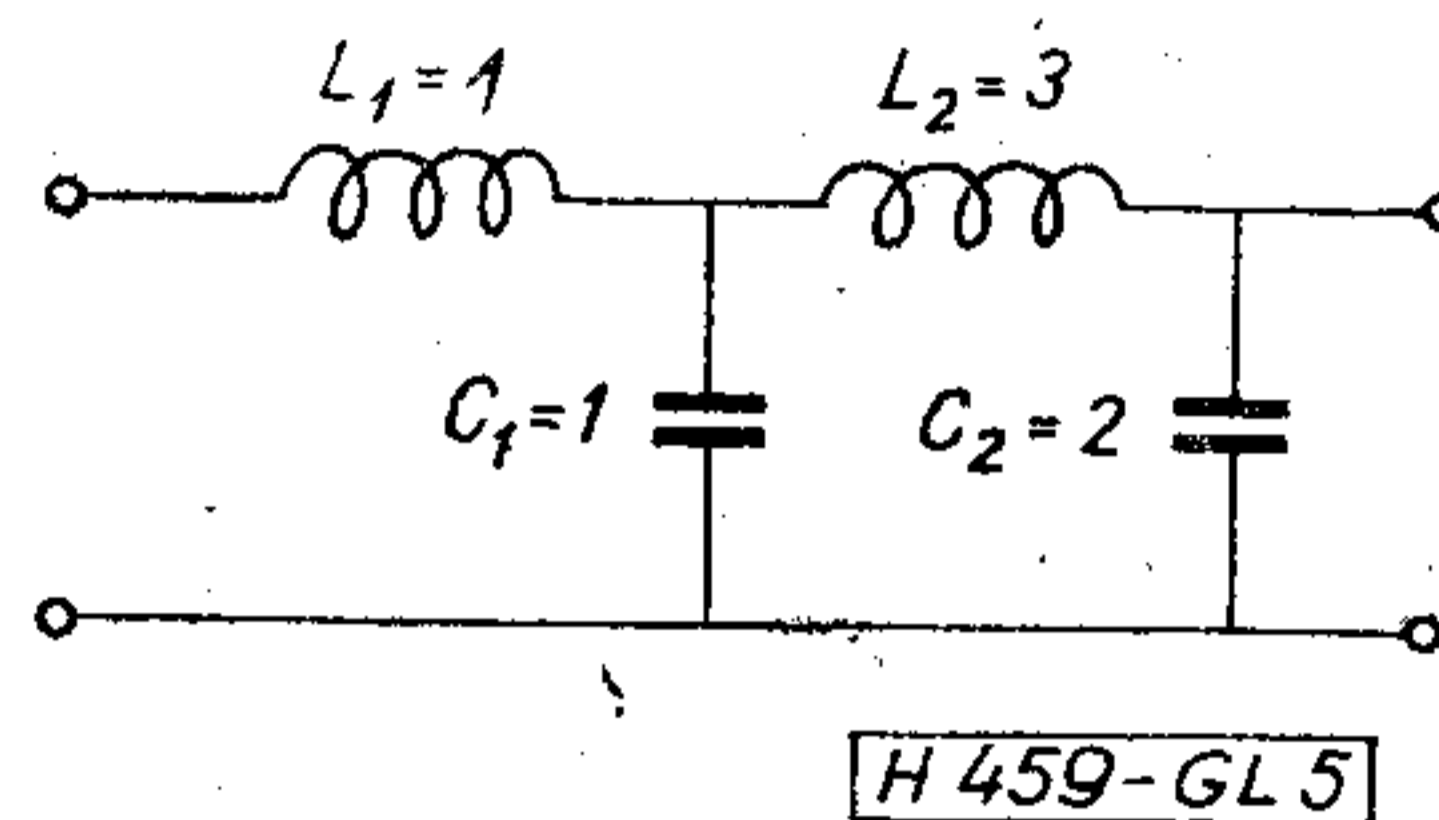 L₁ = 1
L₂ = 3
C₁ = 1
C₂ = 2
H 459-GL 5